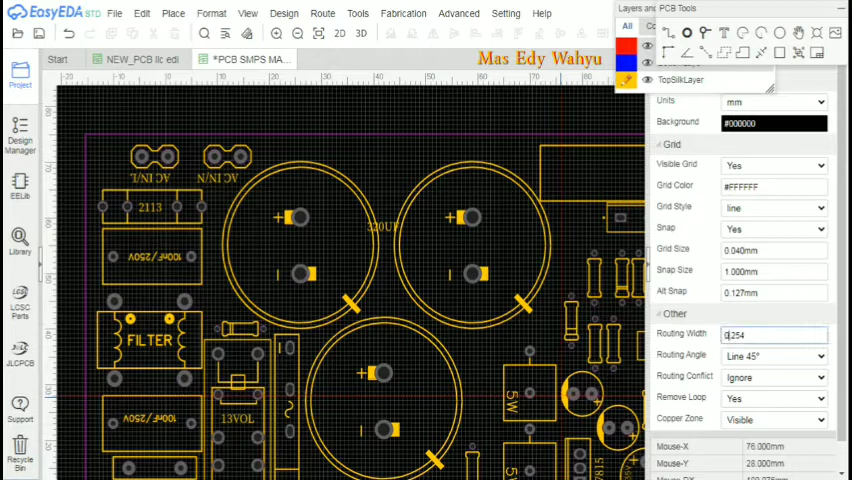 EasyEDA STD File Edit Place Format View Design Route Tools Fabrication Advanced Setting Help
Layers and
PCB Tools
All Co
2D 3D
Start NEW_PCB llc edi *PCB SMPS MA...
Mas Edy Wahyu
TopSilkLayer
Project
Design Manager
EELib
Library
LCSC Parts
JLCPCB
Support
Recycle Bin
AC IN/L
AC IN/N
2113
100nF/250V
FILTER
100nF/250V
13VOL
+
+
320UF
+
5W
5W
7815
Units mm
Background #000000
Grid
Visible Grid Yes
Grid Color #FFFFFF
Grid Style line
Snap Yes
Grid Size 0.040mm
Snap Size 1.000mm
Alt Snap 0.127mm
Other
Routing Width 0.254
Routing Angle Line 45°
Routing Conflict Ignore
Remove Loop Yes
Copper Zone Visible
Mouse-X 76.000mm
Mouse-Y 28.000mm